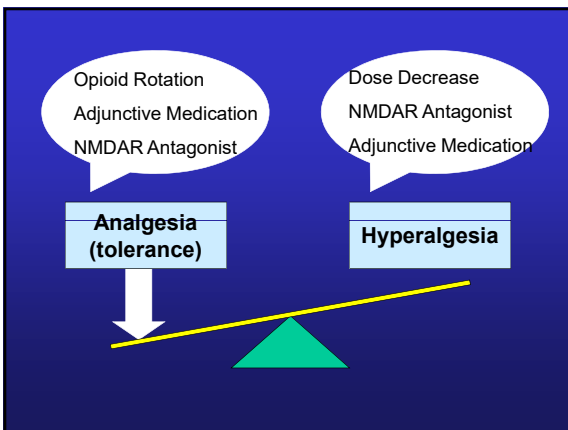 Opioid Rotation
Adjunctive Medication
NMDAR Antagonist
Dose Decrease
NMDAR Antagonist
Adjunctive Medication
Analgesia
(tolerance)
Hyperalgesia